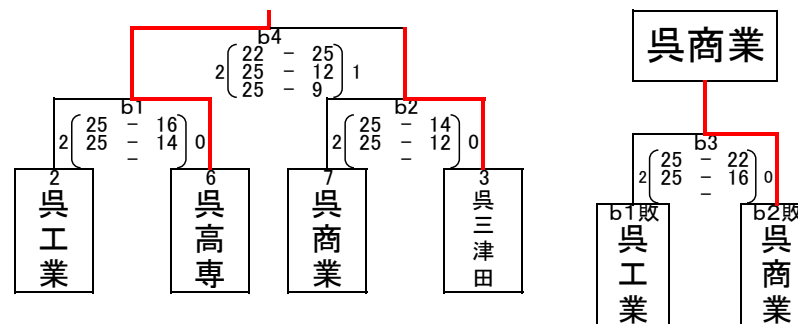 b4
22 - 25
2 25 - 12 1
25 - 9
b1
25 - 16
2 25 - 14 0
-
b2
25 - 14
2 25 - 12 0
-
2
呉工業
6
呉高専
7
呉商業
3
呉三津田
呉商業
b3
25 - 22
2 25 - 16 0
-
b1敗
呉工業
b2敗
呉商業